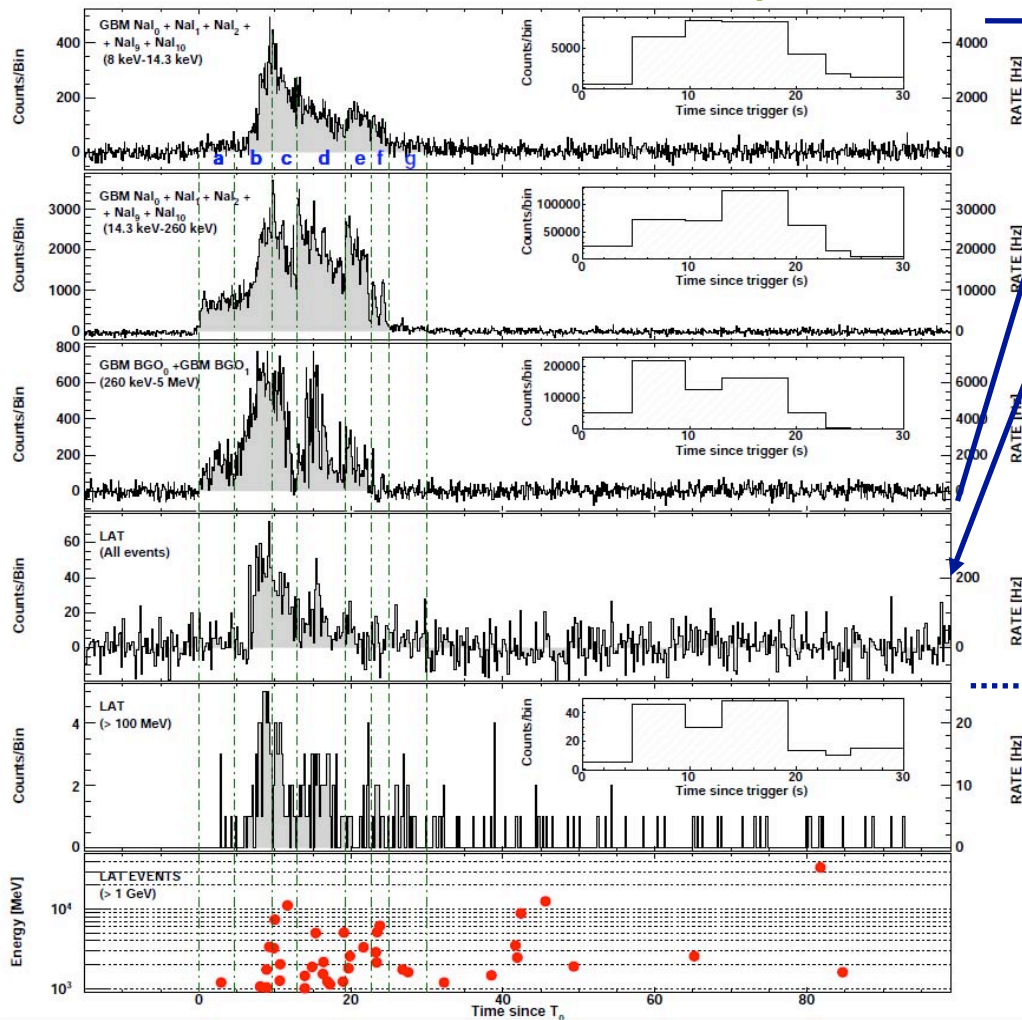 GBM NaI0 + NaI1 + NaI2 +
+ NaI9 + NaI10
(8 keV-14.3 keV)
Counts/Bin
400
200
0
a b c d e f g
Counts/Bin
5000
0
0 10 20 30
Time since trigger (s)
4000
2000
0
RATE [Hz]
GBM NaI0 + NaI1 + NaI2 +
+ NaI9 + NaI10
(14.3 keV-260 keV)
Counts/Bin
3000
2000
1000
0
Counts/bin
100000
50000
0
0 10 20 30
Time since trigger (s)
30000
20000
10000
0
RATE [Hz]
GBM BGO0 +GBM BGO1
(260 keV-5 MeV)
Counts/Bin
800
600
400
200
0
Counts/bin
20000
10000
0
0 10 20 30
Time since trigger (s)
6000
4000
2000
0
RATE [Hz]
LAT
(All events)
Counts/Bin
60
40
20
0
200
0
RATE [Hz]
LAT
(> 100 MeV)
Counts/Bin
4
2
0
Counts/bin
40
20
0
0 10 20 30
Time since trigger (s)
20
10
0
RATE [Hz]
LAT EVENTS
(> 1 GeV)
Energy [MeV]
10^4
10^3
0 20 40 60 80
Time since T0